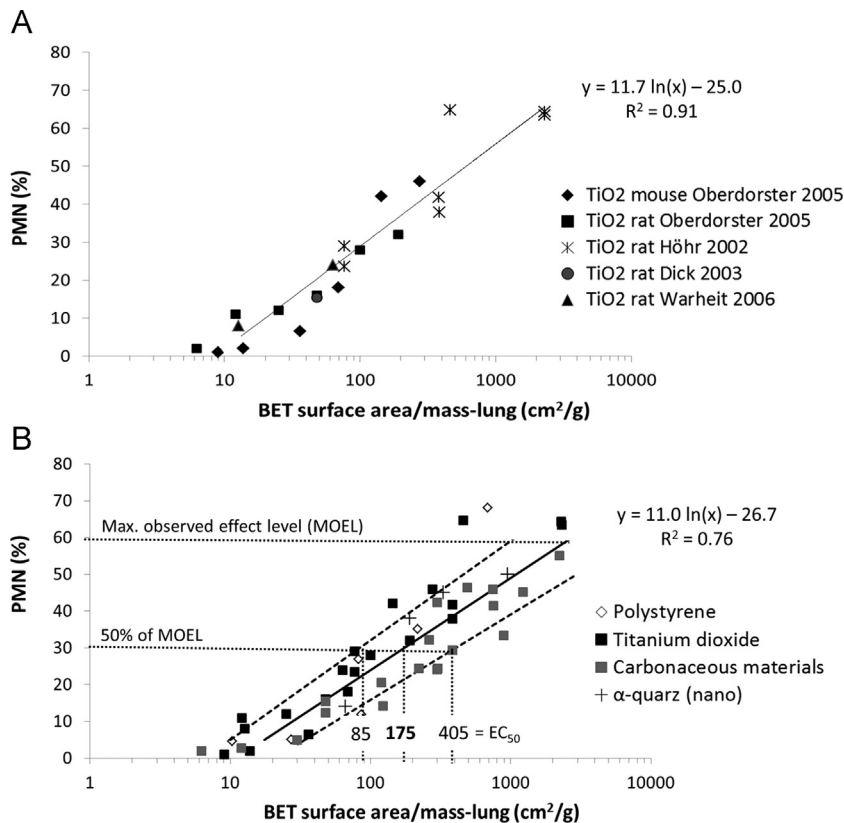 A
80
70
60
50
40
30
20
10
0
PMN (%)
y = 11.7 ln(x) – 25.0
R² = 0.91
TiO2 mouse Oberdorster 2005
TiO2 rat Oberdorster 2005
TiO2 rat Höhr 2002
TiO2 rat Dick 2003
TiO2 rat Warheit 2006
1 10 100 1000 10000
BET surface area/mass-lung (cm²/g)
B
80
70
60
50
40
30
20
10
0
PMN (%)
Max. observed effect level (MOEL)
50% of MOEL
y = 11.0 ln(x) – 26.7
R² = 0.76
Polystyrene
Titanium dioxide
Carbonaceous materials
α-quarz (nano)
85 175 405 = EC₅₀
1 10 100 1000 10000
BET surface area/mass-lung (cm²/g)